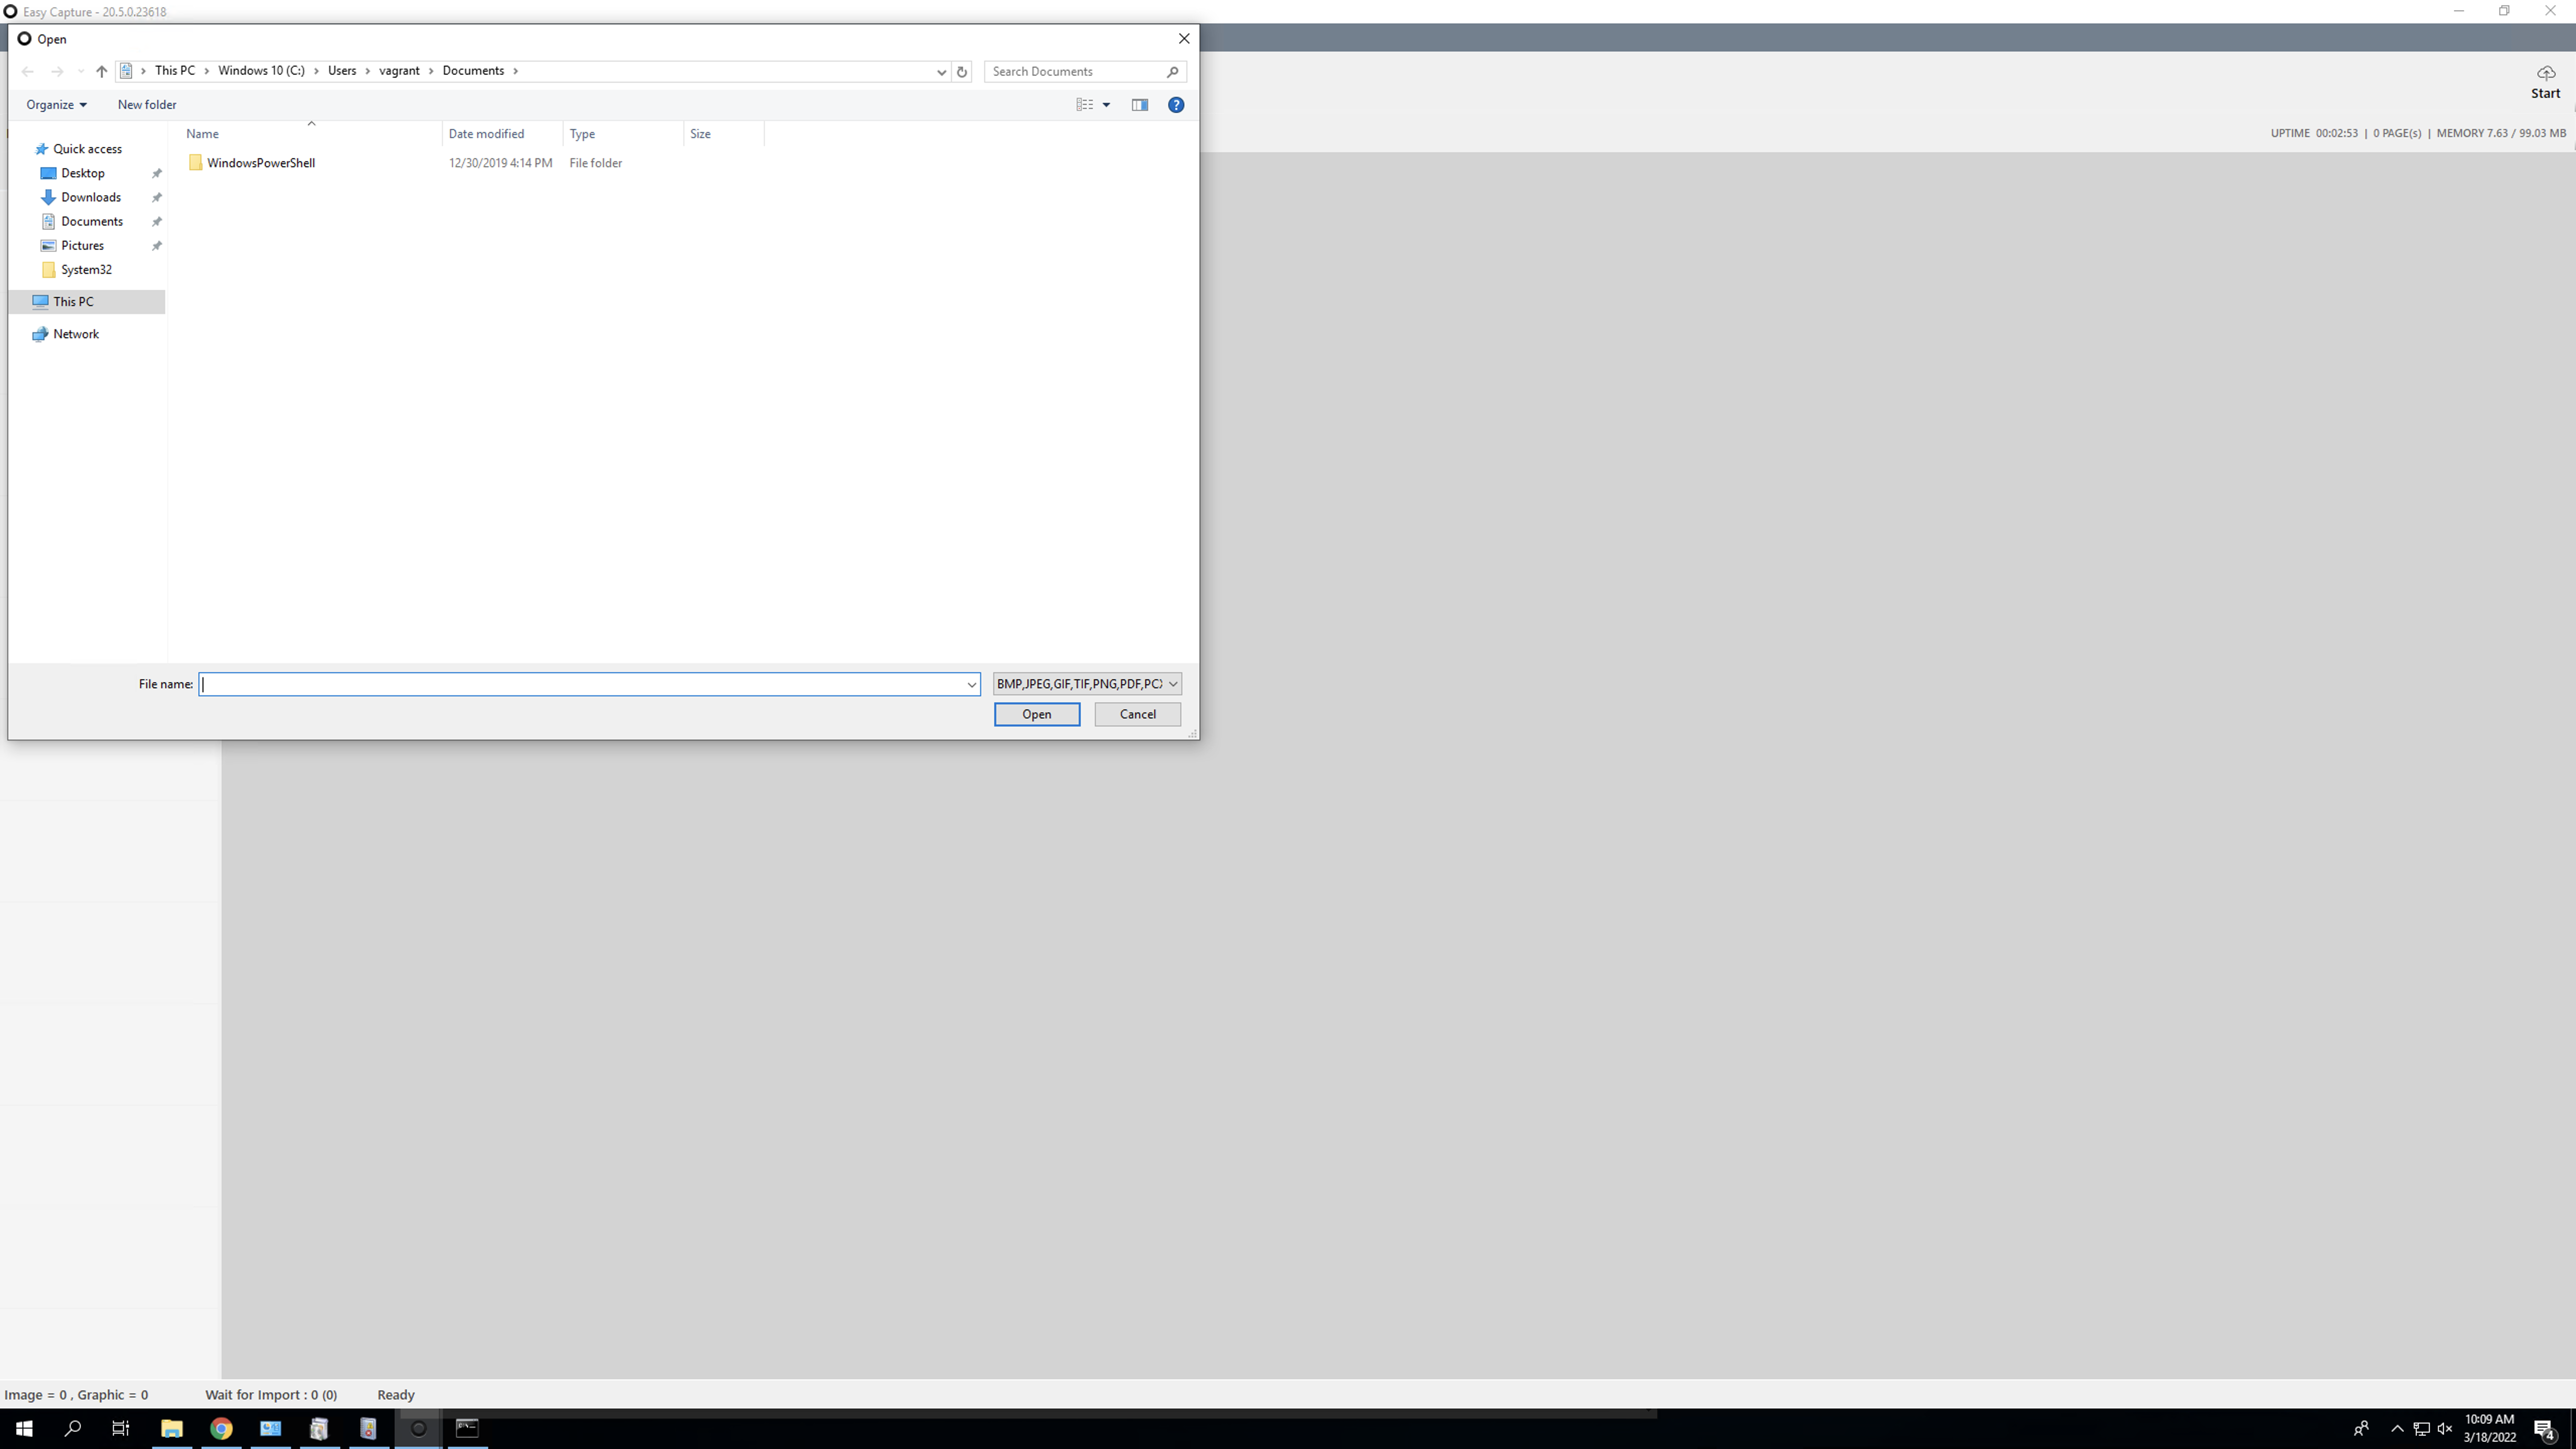 Easy Capture - 20.5.0.23618
Open
This PC > Windows 10 (C:) > Users > vagrant > Documents >
Search Documents
Organize
New folder
Start
Name
Date modified
Type
Size
UPTIME 00:02:53 | 0 PAGE(s) | MEMORY 7.63 / 99.03 MB
Quick access
WindowsPowerShell
12/30/2019 4:14 PM
File folder
Desktop
Downloads
Documents
Pictures
System32
This PC
Network
File name:
BMP,JPEG,GIF,TIF,PNG,PDF,PC
Open
Cancel
Image = 0 , Graphic = 0
Wait for Import : 0 (0)
Ready
10:09 AM
3/18/2022
4